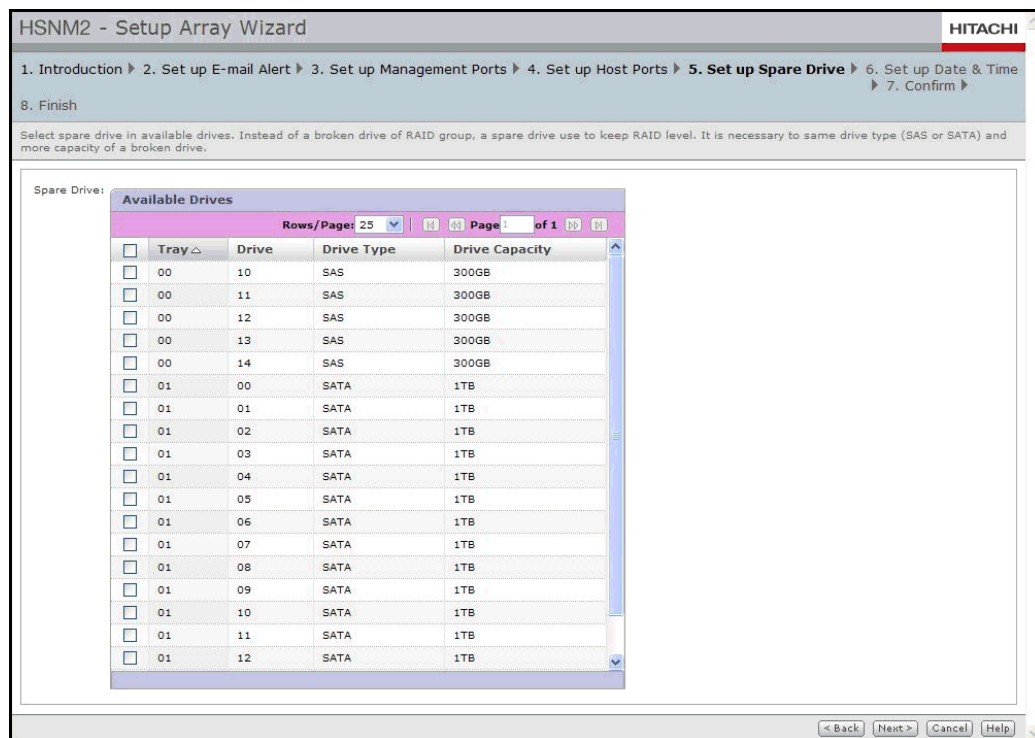 HSNM2 - Setup Array Wizard HITACHI
1. Introduction 2. Set up E-mail Alert 3. Set up Management Ports 4. Set up Host Ports 5. Set up Spare Drive 6. Set up Date & Time
7. Confirm
8. Finish
Select spare drive in available drives. Instead of a broken drive of RAID group, a spare drive use to keep RAID level. It is necessary to same drive type (SAS or SATA) and
more capacity of a broken drive.
Spare Drive:
Available Drives
Rows/Page: 25 Page 1 of 1
Tray Drive Drive Type Drive Capacity
00 10 SAS 300GB
00 11 SAS 300GB
00 12 SAS 300GB
00 13 SAS 300GB
00 14 SAS 300GB
01 00 SATA 1TB
01 01 SATA 1TB
01 02 SATA 1TB
01 03 SATA 1TB
01 04 SATA 1TB
01 05 SATA 1TB
01 06 SATA 1TB
01 07 SATA 1TB
01 08 SATA 1TB
01 09 SATA 1TB
01 10 SATA 1TB
01 11 SATA 1TB
01 12 SATA 1TB
< Back Next > Cancel Help